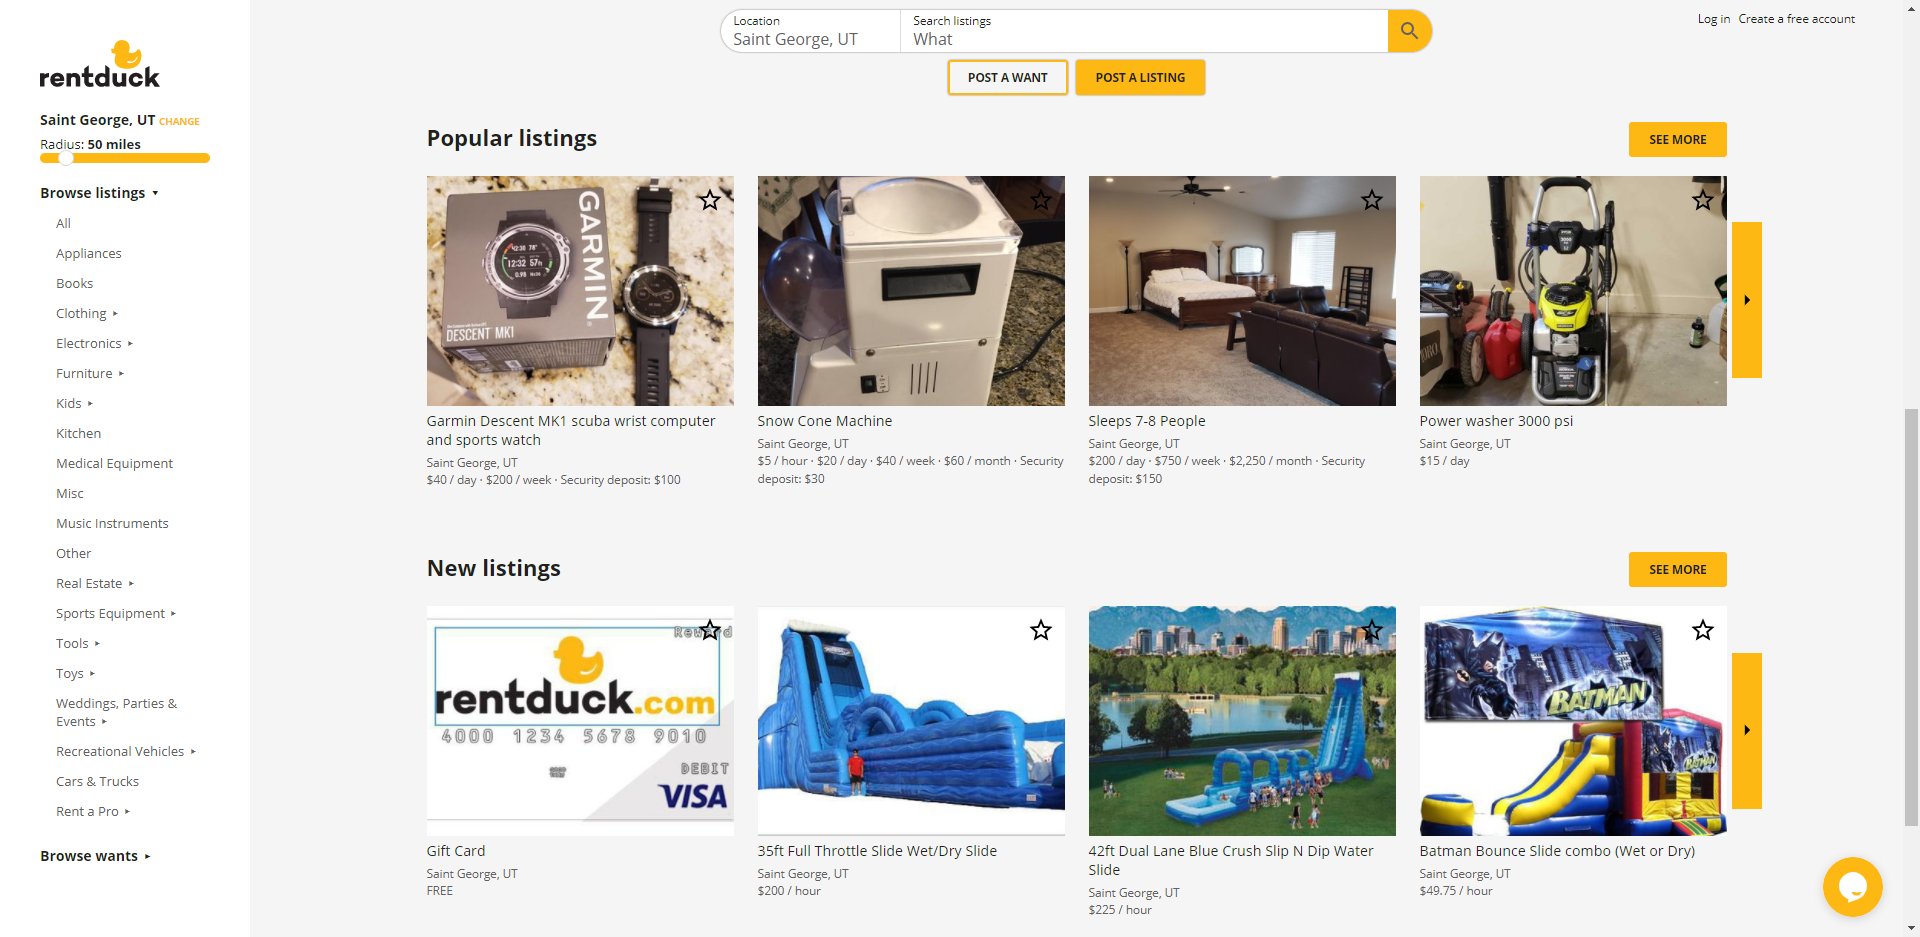 Location
Saint George, UT
Search listings
What
Log in Create a free account
POST A WANT
POST A LISTING
rentduck
Saint George, UT CHANGE
Radius: 50 miles
Browse listings
All
Appliances
Books
Clothing
Electronics
Furniture
Kids
Kitchen
Medical Equipment
Misc
Music Instruments
Other
Real Estate
Sports Equipment
Tools
Toys
Weddings, Parties &
Events
Recreational Vehicles
Cars & Trucks
Rent a Pro
Browse wants
Popular listings
SEE MORE
GARMIN
DESCENT MK1
Garmin Descent MK1 scuba wrist computer
and sports watch
Saint George, UT
$40 / day · $200 / week · Security deposit: $100
Snow Cone Machine
Saint George, UT
$5 / hour · $20 / day · $40 / week · $60 / month · Security
deposit: $30
Sleeps 7-8 People
Saint George, UT
$200 / day · $750 / week · $2,250 / month · Security
deposit: $150
Power washer 3000 psi
Saint George, UT
$15 / day
New listings
SEE MORE
rentduck.com
4000 1234 5678 9010
DEBIT
VISA
Gift Card
Saint George, UT
FREE
35ft Full Throttle Slide Wet/Dry Slide
Saint George, UT
$200 / hour
42ft Dual Lane Blue Crush Slip N Dip Water
Slide
Saint George, UT
$225 / hour
BATMAN
BATMAN
Batman Bounce Slide combo (Wet or Dry)
Saint George, UT
$49.75 / hour